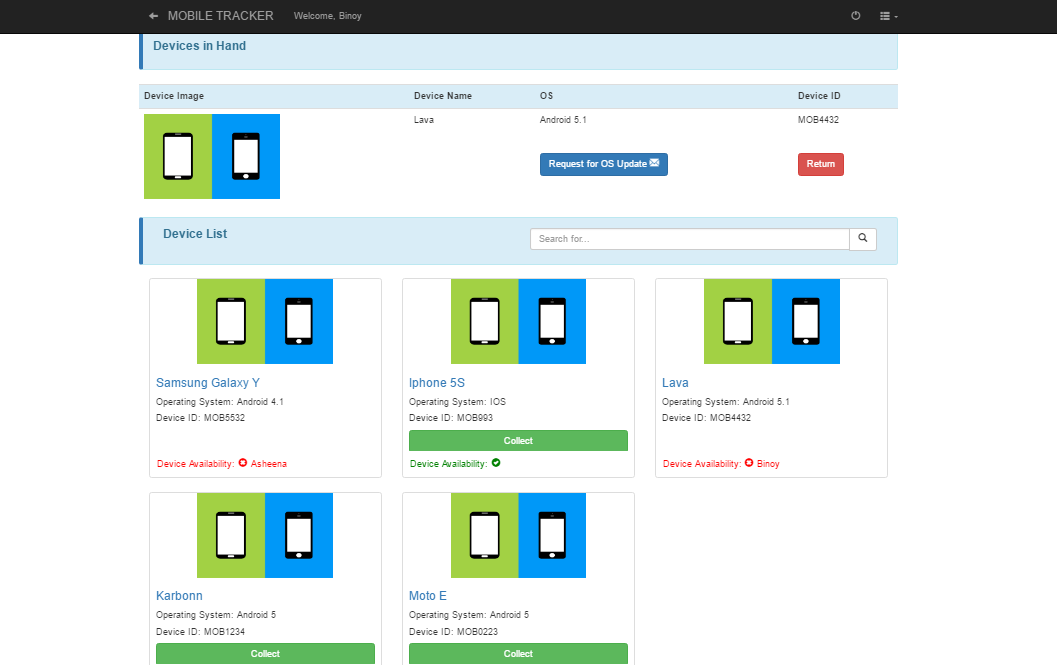 MOBILE TRACKER Welcome, Binoy
Devices in Hand
Device Image Device Name OS Device ID
Lava Android 5.1 MOB4432
Request for OS Update Return
Device List Search for...
Samsung Galaxy Y
Operating System: Android 4.1
Device ID: MOB5532
Device Availability: Asheena
Iphone 5S
Operating System: IOS
Device ID: MOB993
Collect
Device Availability:
Lava
Operating System: Android 5.1
Device ID: MOB4432
Device Availability: Binoy
Karbonn
Operating System: Android 5
Device ID: MOB1234
Collect
Moto E
Operating System: Android 5
Device ID: MOB0223
Collect